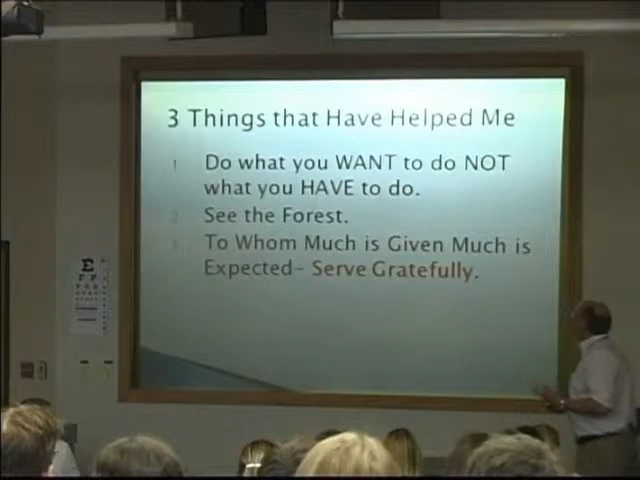 3 Things that Have Helped Me
1 Do what you WANT to do NOT
what you HAVE to do.
2 See the Forest.
3 To Whom Much is Given Much is
Expected- Serve Gratefully.
E
F P